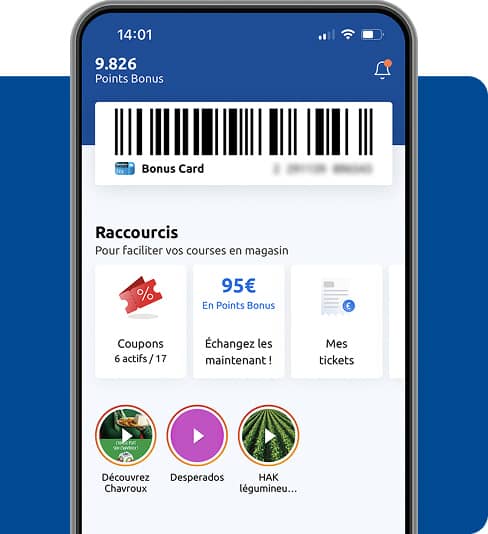 14:01
9.826
Points Bonus
Bonus Card
Raccourcis
Pour faciliter vos courses en magasin
%
95€
En Points Bonus
€
Coupons
6 actifs / 17
Échangez les
maintenant !
Mes
tickets
Découvrez
Chavroux
Desperados
HAK
légumineu...